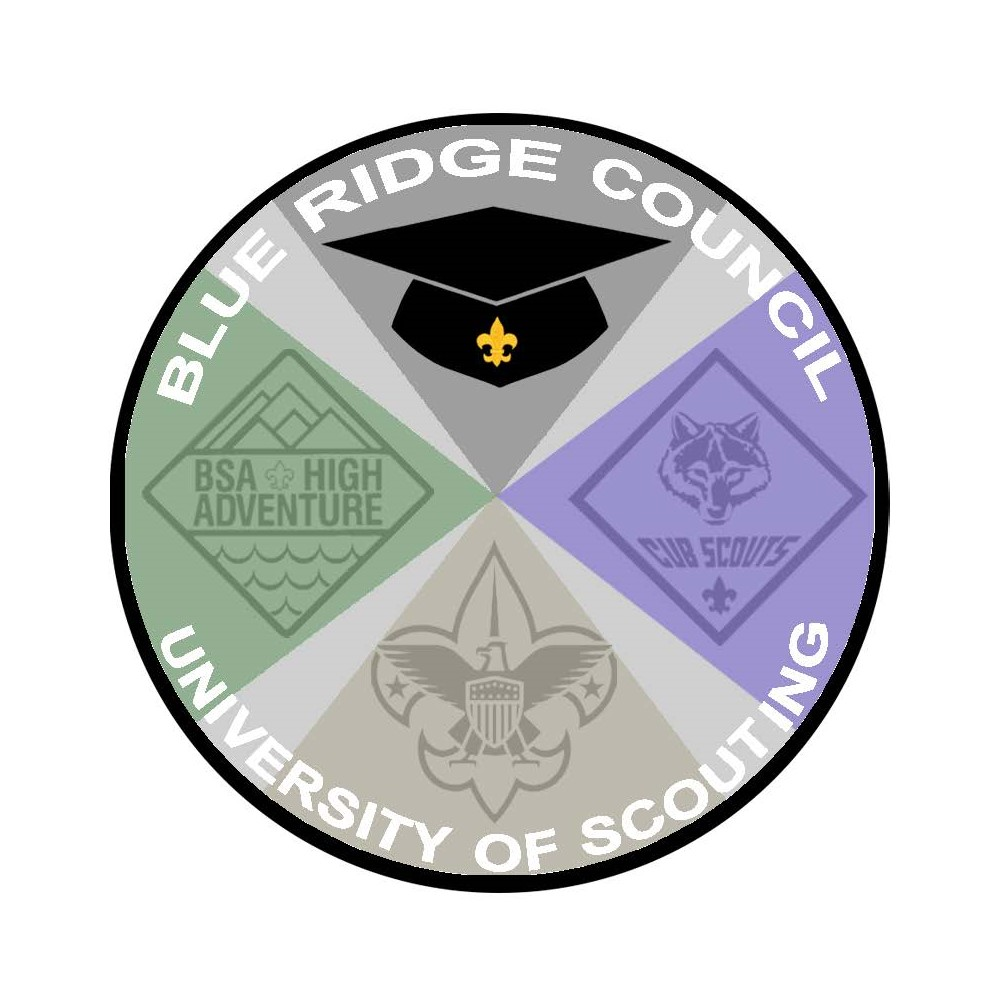 BLUE RIDGE COUNCIL
BSA HIGH
ADVENTURE
CUB SCOUTS
UNIVERSITY OF SCOUTING